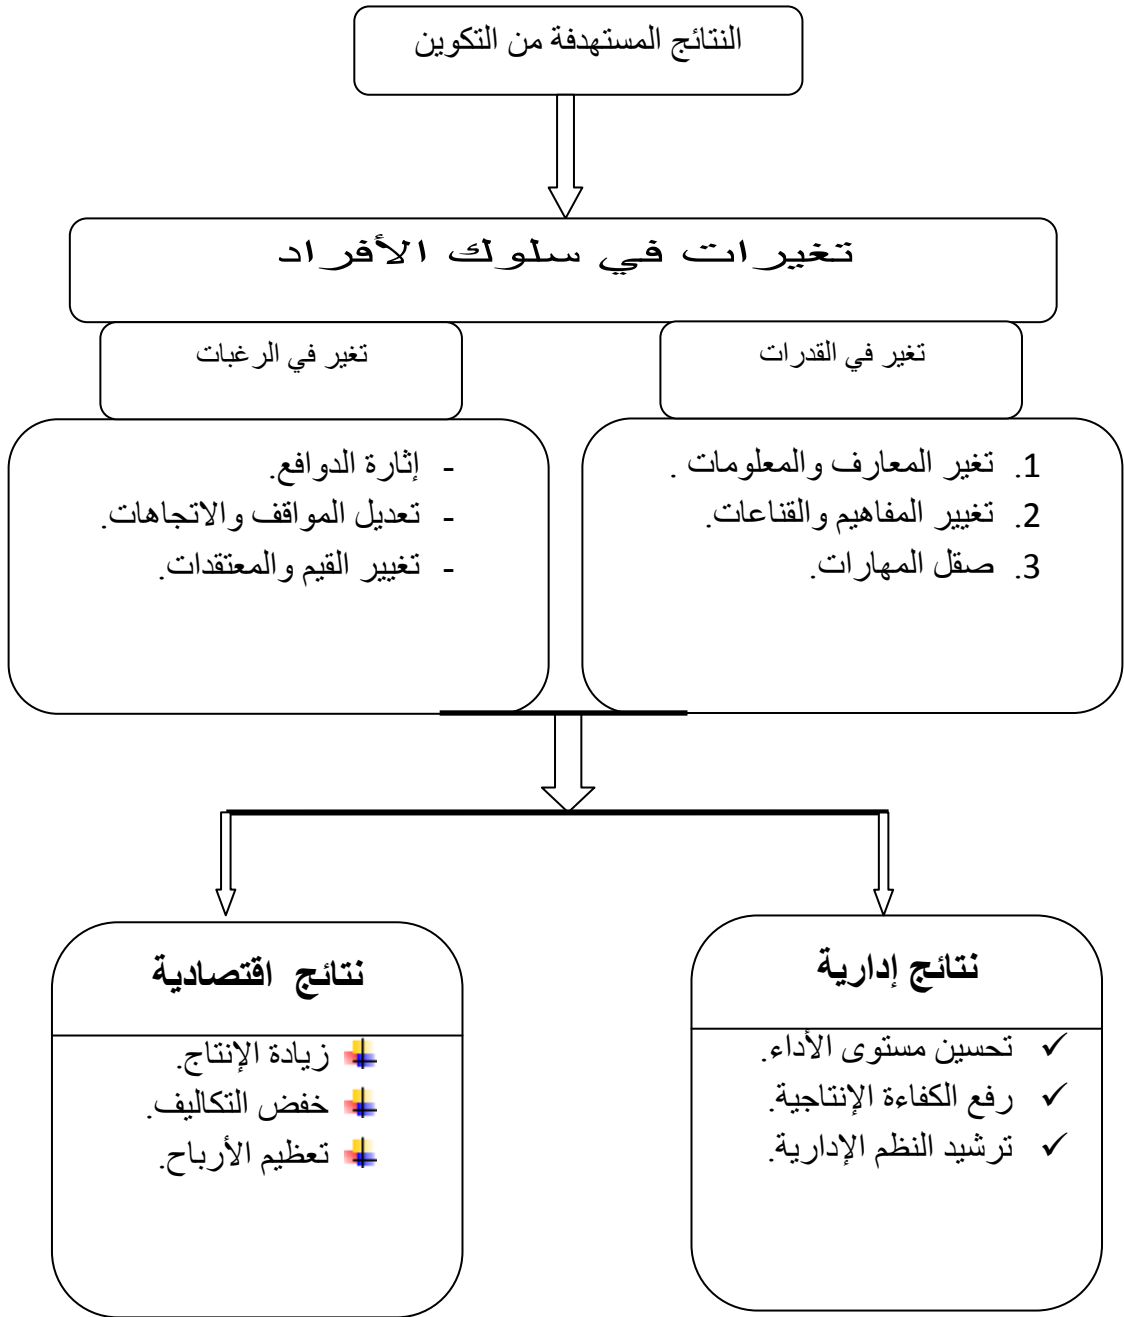 النتائج المستهدفة من التكوين
تغيرات في سلوك الأفراد
تغير في القدرات
تغير في الرغبات
1. تغير المعارف والمعلومات .
2. تغيير المفاهيم والقناعات.
3. صقل المهارات.
- إثارة الدوافع.
- تعديل المواقف والاتجاهات.
- تغيير القيم والمعتقدات.
نتائج إدارية
✓ تحسين مستوى الأداء.
✓ رفع الكفاءة الإنتاجية.
✓ ترشيد النظم الإدارية.
نتائج اقتصادية
زيادة الإنتاج.
خفض التكاليف.
تعظيم الأرباح.